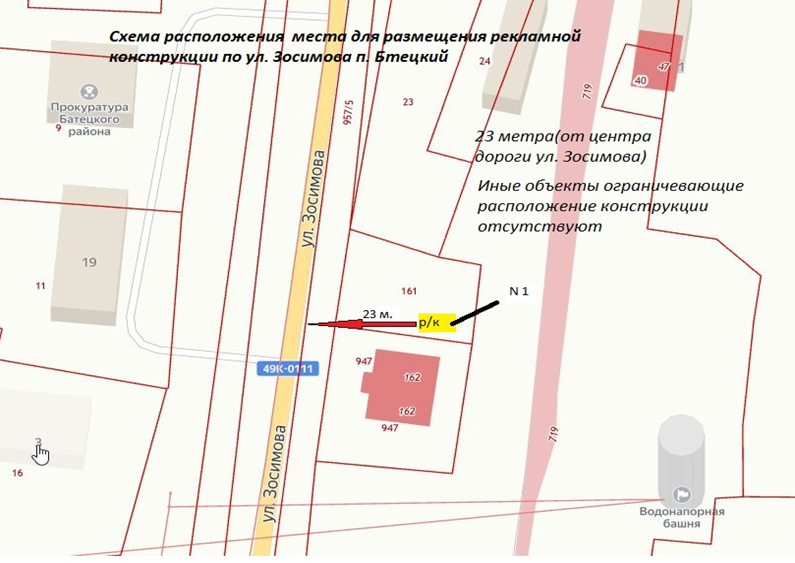 Схема расположения места для размещения рекламной
конструкции по ул. Зосимова п. Бтецкий
24
719
47
1
40
Прокуратура
Батецкого
района
9
957/5
23
23 метра(от центра
дороги ул. Зосимова)
Иные объекты ограничевающие
расположение конструкции
отсутствуют
ул. Зосимова
19
11
161
N 1
23 м.
р/к
49К-0111
947
162
162
947
ул. Зосимова
719
3
16
Водонапорная
башня